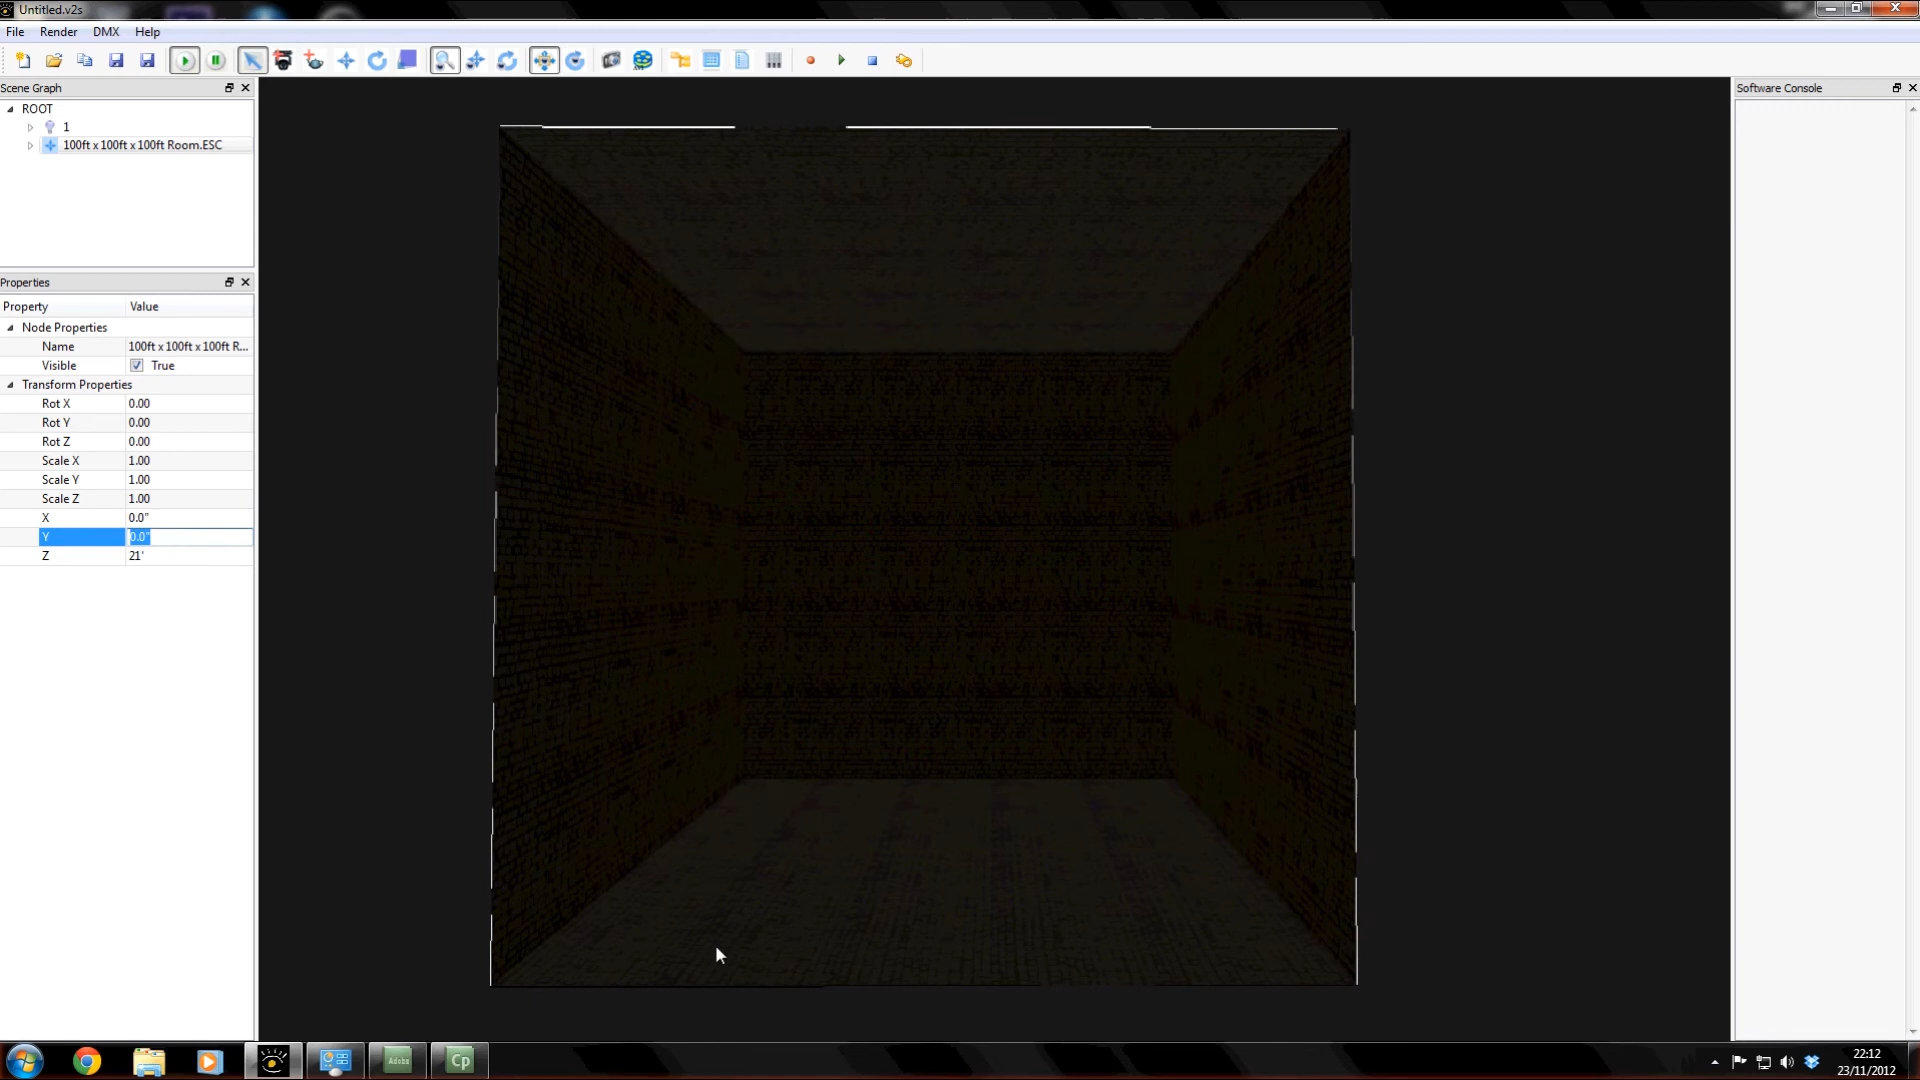 Untitled.v2s
File Render DMX Help
Scene Graph
ROOT
1
100ft x 100ft x 100ft Room.ESC
Properties
Property Value
Node Properties
Name 100ft x 100ft x 100ft R...
Visible True
Transform Properties
Rot X 0.00
Rot Y 0.00
Rot Z 0.00
Scale X 1.00
Scale Y 1.00
Scale Z 1.00
X 0.0"
Y 0.0"
Z 21'
Software Console
Adobe
Cp
22:12
23/11/2012